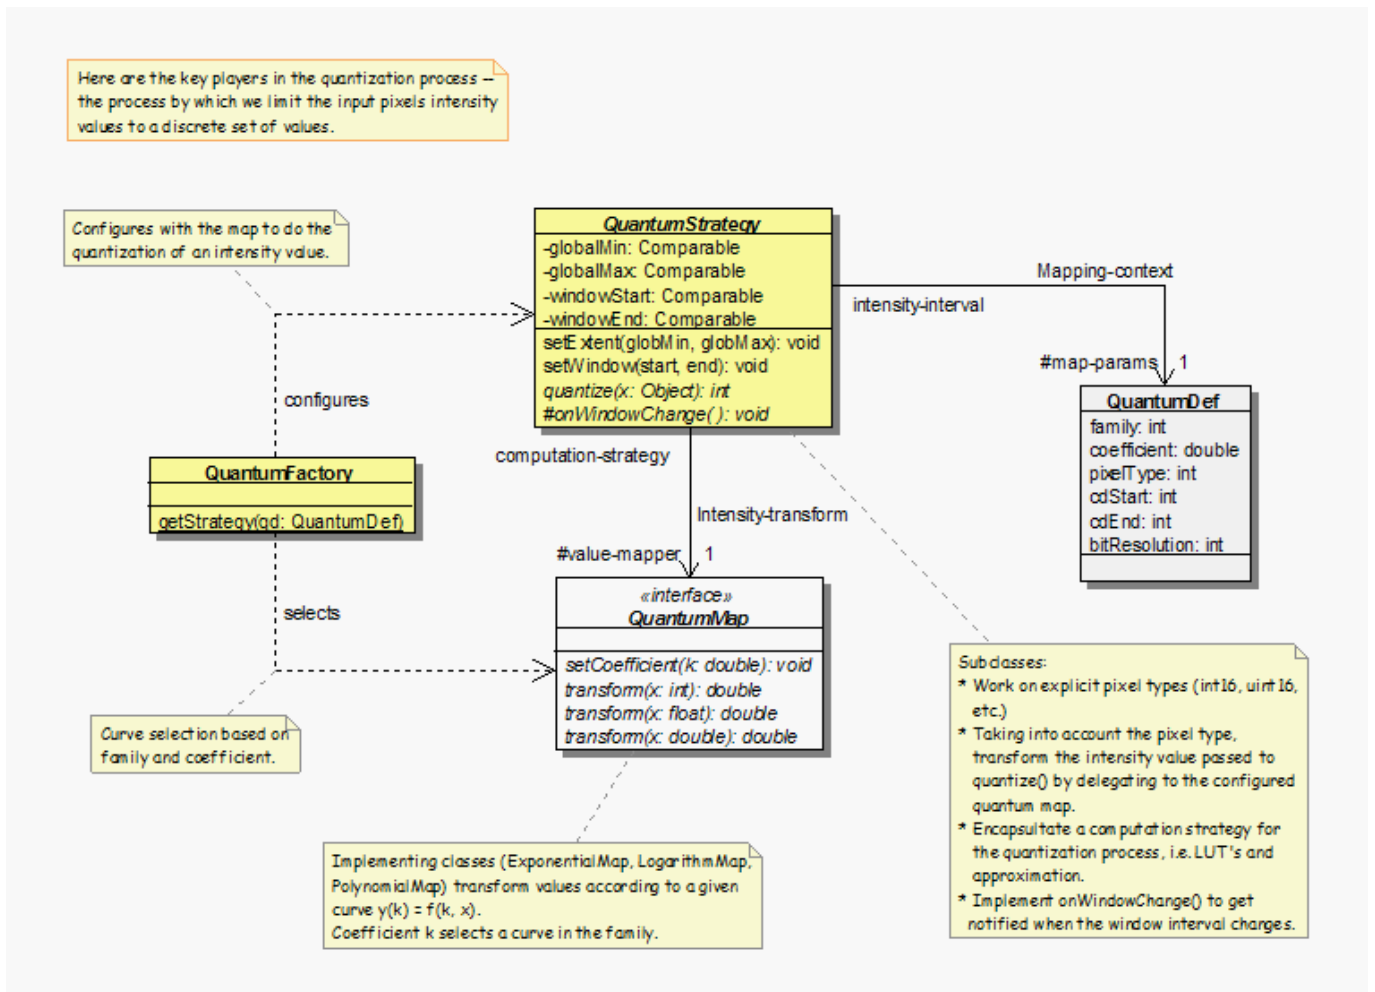 Here are the key players in the quantization process --
the process by which we limit the input pixels intensity
values to a discrete set of values.
Configures with the map to do the
quantization of an intensity value.
QuantumStrategy
-globalMin: Comparable
-globalMax: Comparable
-windowStart: Comparable
-windowEnd: Comparable
setExtent(globMin, globMax): void
setWindow(start, end): void
quantize(x: Object): int
#onWindowChange( ): void
Mapping-context
intensity-interval
#map-params
1
QuantumDef
family: int
coefficient: double
pixelType: int
cdStart: int
cdEnd: int
bitResolution: int
configures
computation-strategy
QuantumFactory
getStrategy(qd: QuantumDef)
Intensity-transform
#value-mapper
1
«interface»
QuantumMap
setCoefficient(k: double): void
transform(x: int): double
transform(x: float): double
transform(x: double): double
selects
Curve selection based on
family and coefficient.
Subclasses:
* Work on explicit pixel types (int16, uint16,
etc.)
* Taking into account the pixel type,
transform the intensity value passed to
quantize() by delegating to the configured
quantum map.
* Encapsultate a computation strategy for
the quantization process, i.e. LUT's and
approximation.
* Implement onWindowChange() to get
notified when the window interval changes.
Implementing classes (ExponentialMap, LogarithmMap,
PolynomialMap) transform values according to a given
curve y(k) = f(k, x).
Coefficient k selects a curve in the family.